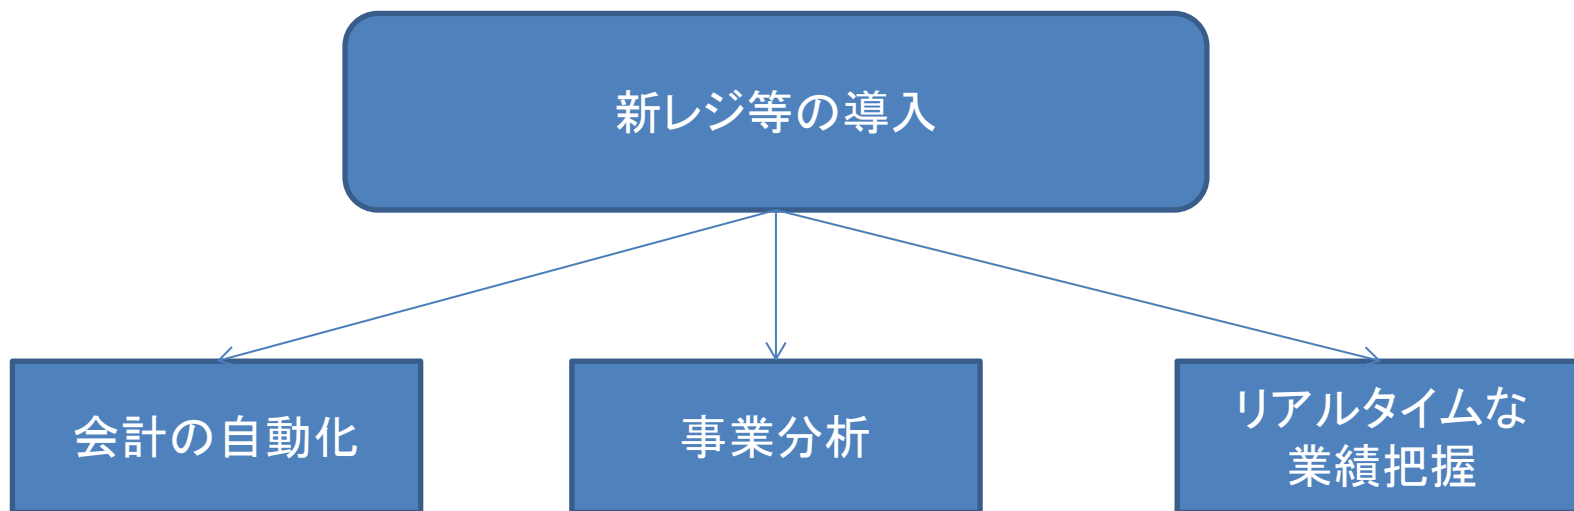 新レジ等の導入
会計の自動化
事業分析
リアルタイムな
業績把握